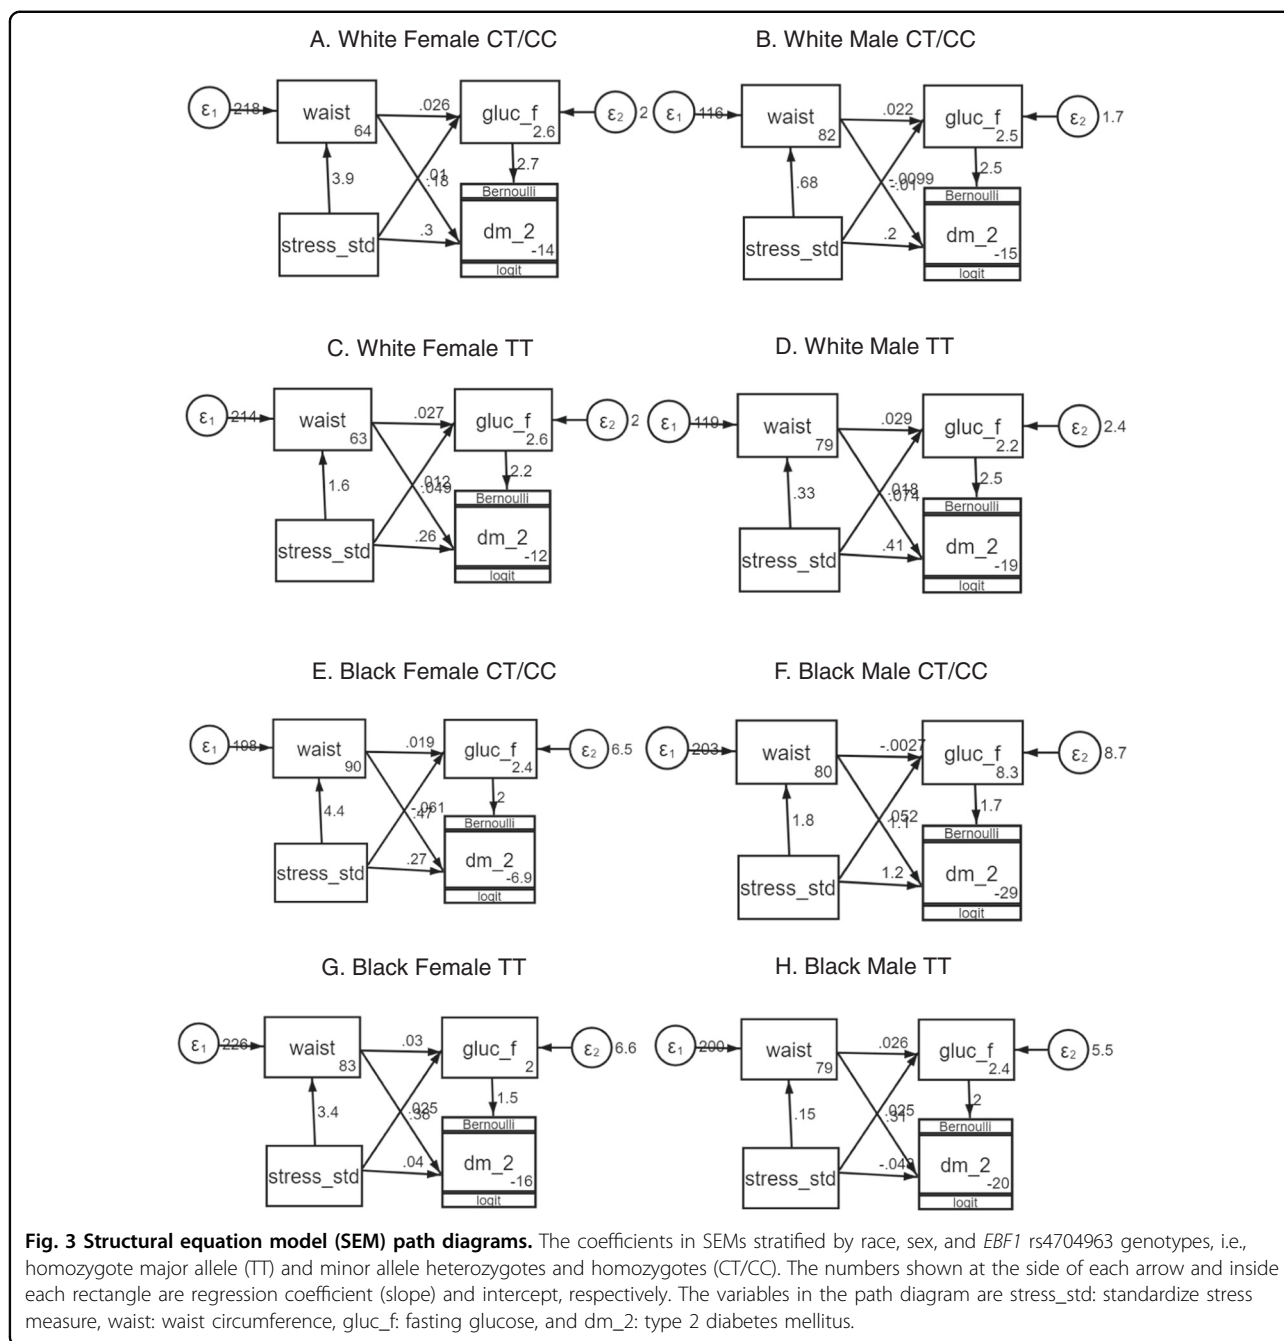 A. White Female CT/CC
ε1 218 waist 64 .026 gluc_f 2.6 ε2 2
3.9 .01 .18 2.7
Bernoulli
stress_std .3 dm_2 -14
logit
B. White Male CT/CC
ε1 116 waist 82 .022 gluc_f 2.5 ε2 1.7
.68 -.0099 -.01 2.5
Bernoulli
stress_std .2 dm_2 -15
logit
C. White Female TT
ε1 214 waist 63 .027 gluc_f 2.6 ε2 2
1.6 .012 .049 2.2
Bernoulli
stress_std .26 dm_2 -12
logit
D. White Male TT
ε1 119 waist 79 .029 gluc_f 2.2 ε2 2.4
.33 .018 .074 2.5
Bernoulli
stress_std .41 dm_2 -19
logit
E. Black Female CT/CC
ε1 198 waist 90 .019 gluc_f 2.4 ε2 6.5
4.4 -.061 .47 2
Bernoulli
stress_std .27 dm_2 -6.9
logit
F. Black Male CT/CC
ε1 203 waist 80 -.0027 gluc_f 8.3 ε2 8.7
1.8 .052 1.1 1.7
Bernoulli
stress_std 1.2 dm_2 -29
logit
G. Black Female TT
ε1 226 waist 83 .03 gluc_f 2 ε2 6.6
3.4 .025 .38 1.5
Bernoulli
stress_std .04 dm_2 -16
logit
H. Black Male TT
ε1 200 waist 79 .026 gluc_f 2.4 ε2 5.5
.15 .025 .31 2
Bernoulli
stress_std dm_2 -20
logit
Fig. 3 Structural equation model (SEM) path diagrams. The coefficients in SEMs stratified by race, sex, and EBF1 rs4704963 genotypes, i.e.,
homozygote major allele (TT) and minor allele heterozygotes and homozygotes (CT/CC). The numbers shown at the side of each arrow and inside
each rectangle are regression coefficient (slope) and intercept, respectively. The variables in the path diagram are stress_std: standardize stress
measure, waist: waist circumference, gluc_f: fasting glucose, and dm_2: type 2 diabetes mellitus.